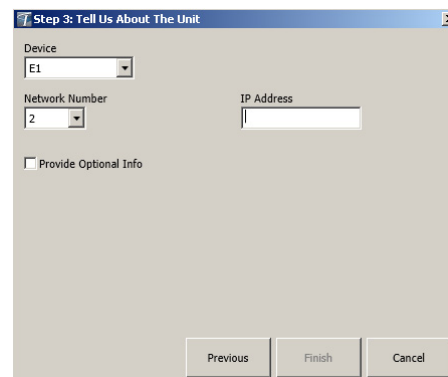 Step 3: Tell Us About The Unit
Device
E1
Network Number
IP Address
2
Provide Optional Info
Previous
Finish
Cancel